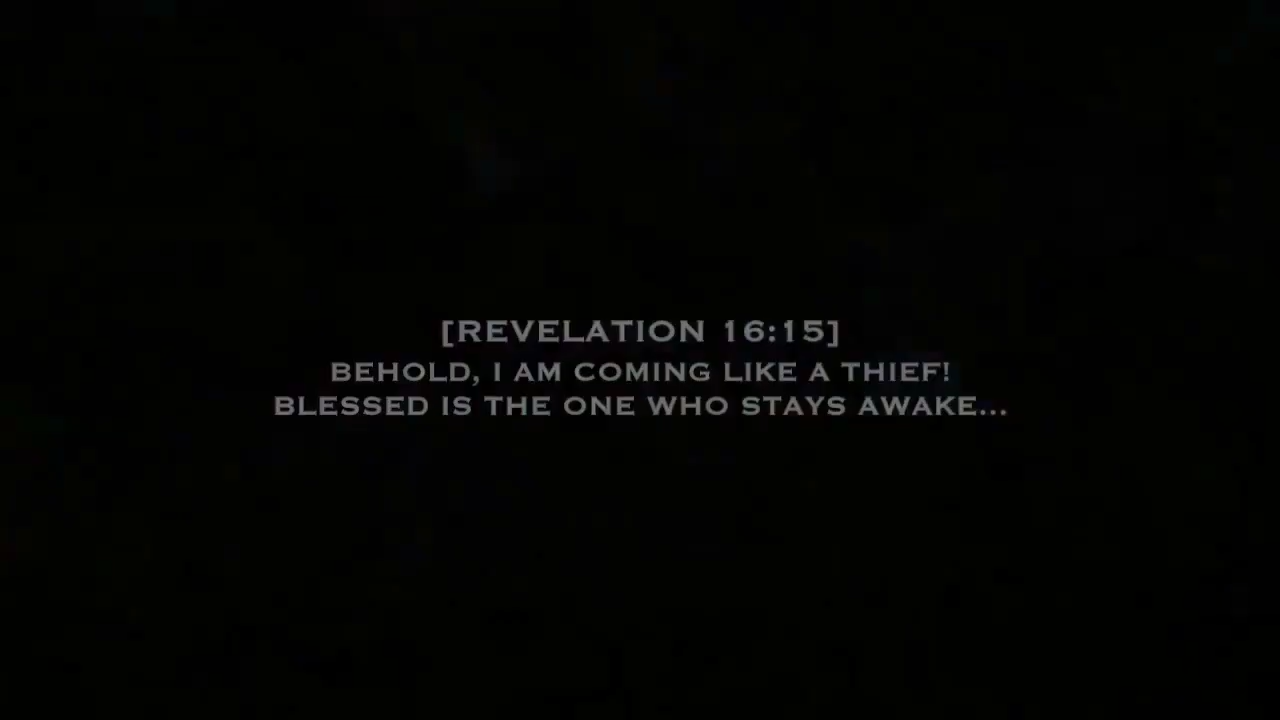 [REVELATION 16:15]
BEHOLD, I AM COMING LIKE A THIEF!
BLESSED IS THE ONE WHO STAYS AWAKE...